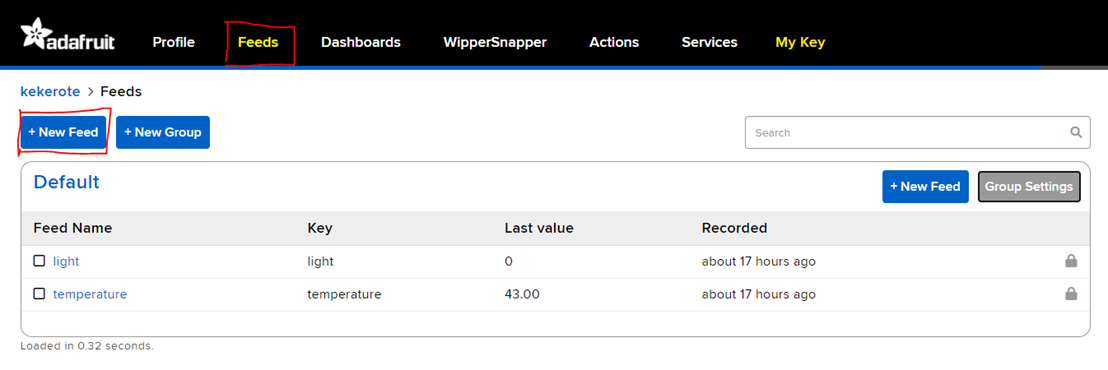 adafruit Profile Feeds Dashboards WipperSnapper Actions Services My Key
kekerote > Feeds
+ New Feed + New Group Search
Default + New Feed Group Settings
Feed Name Key Last value Recorded
light light 0 about 17 hours ago
temperature temperature 43.00 about 17 hours ago
Loaded in 0.32 seconds.